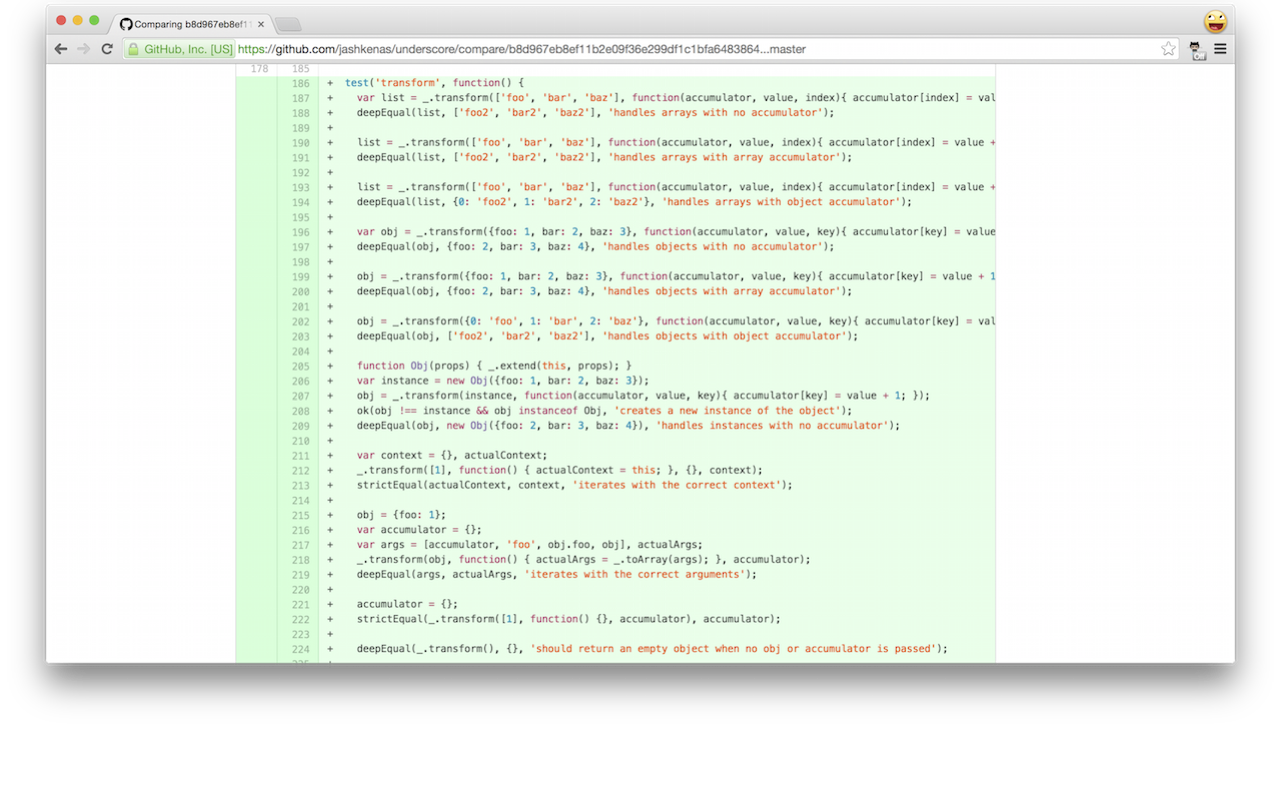 Comparing b8d967eb8ef1
GitHub, Inc. [US] https://github.com/jashkenas/underscore/compare/b8d967eb8ef11b2e09f36e299df1c1bfa6483864...master
178 185
186 + test('transform', function() {
187 + var list = _.transform(['foo', 'bar', 'baz'], function(accumulator, value, index){ accumulator[index] = val
188 + deepEqual(list, ['foo2', 'bar2', 'baz2'], 'handles arrays with no accumulator');
189 +
190 + list = _.transform(['foo', 'bar', 'baz'], function(accumulator, value, index){ accumulator[index] = value +
191 + deepEqual(list, ['foo2', 'bar2', 'baz2'], 'handles arrays with array accumulator');
192 +
193 + list = _.transform(['foo', 'bar', 'baz'], function(accumulator, value, index){ accumulator[index] = value +
194 + deepEqual(list, {0: 'foo2', 1: 'bar2', 2: 'baz2'}, 'handles arrays with object accumulator');
195 +
196 + var obj = _.transform({foo: 1, bar: 2, baz: 3}, function(accumulator, value, key){ accumulator[key] = value
197 + deepEqual(obj, {foo: 2, bar: 3, baz: 4}, 'handles objects with no accumulator');
198 +
199 + obj = _.transform({foo: 1, bar: 2, baz: 3}, function(accumulator, value, key){ accumulator[key] = value + 1
200 + deepEqual(obj, {foo: 2, bar: 3, baz: 4}, 'handles objects with array accumulator');
201 +
202 + obj = _.transform({0: 'foo', 1: 'bar', 2: 'baz'}, function(accumulator, value, key){ accumulator[key] = val
203 + deepEqual(obj, ['foo2', 'bar2', 'baz2'], 'handles objects with object accumulator');
204 +
205 + function Obj(props) { _.extend(this, props); }
206 + var instance = new Obj({foo: 1, bar: 2, baz: 3});
207 + obj = _.transform(instance, function(accumulator, value, key){ accumulator[key] = value + 1; });
208 + ok(obj !== instance && obj instanceof Obj, 'creates a new instance of the object');
209 + deepEqual(obj, new Obj({foo: 2, bar: 3, baz: 4}), 'handles instances with no accumulator');
210 +
211 + var context = {}, actualContext;
212 + _.transform([1], function() { actualContext = this; }, {}, context);
213 + strictEqual(actualContext, context, 'iterates with the correct context');
214 +
215 + obj = {foo: 1};
216 + var accumulator = {};
217 + var args = [accumulator, 'foo', obj.foo, obj], actualArgs;
218 + _.transform(obj, function() { actualArgs = _.toArray(args); }, accumulator);
219 + deepEqual(args, actualArgs, 'iterates with the correct arguments');
220 +
221 + accumulator = {};
222 + strictEqual(_.transform([1], function() {}, accumulator), accumulator);
223 +
224 + deepEqual(_.transform(), {}, 'should return an empty object when no obj or accumulator is passed');